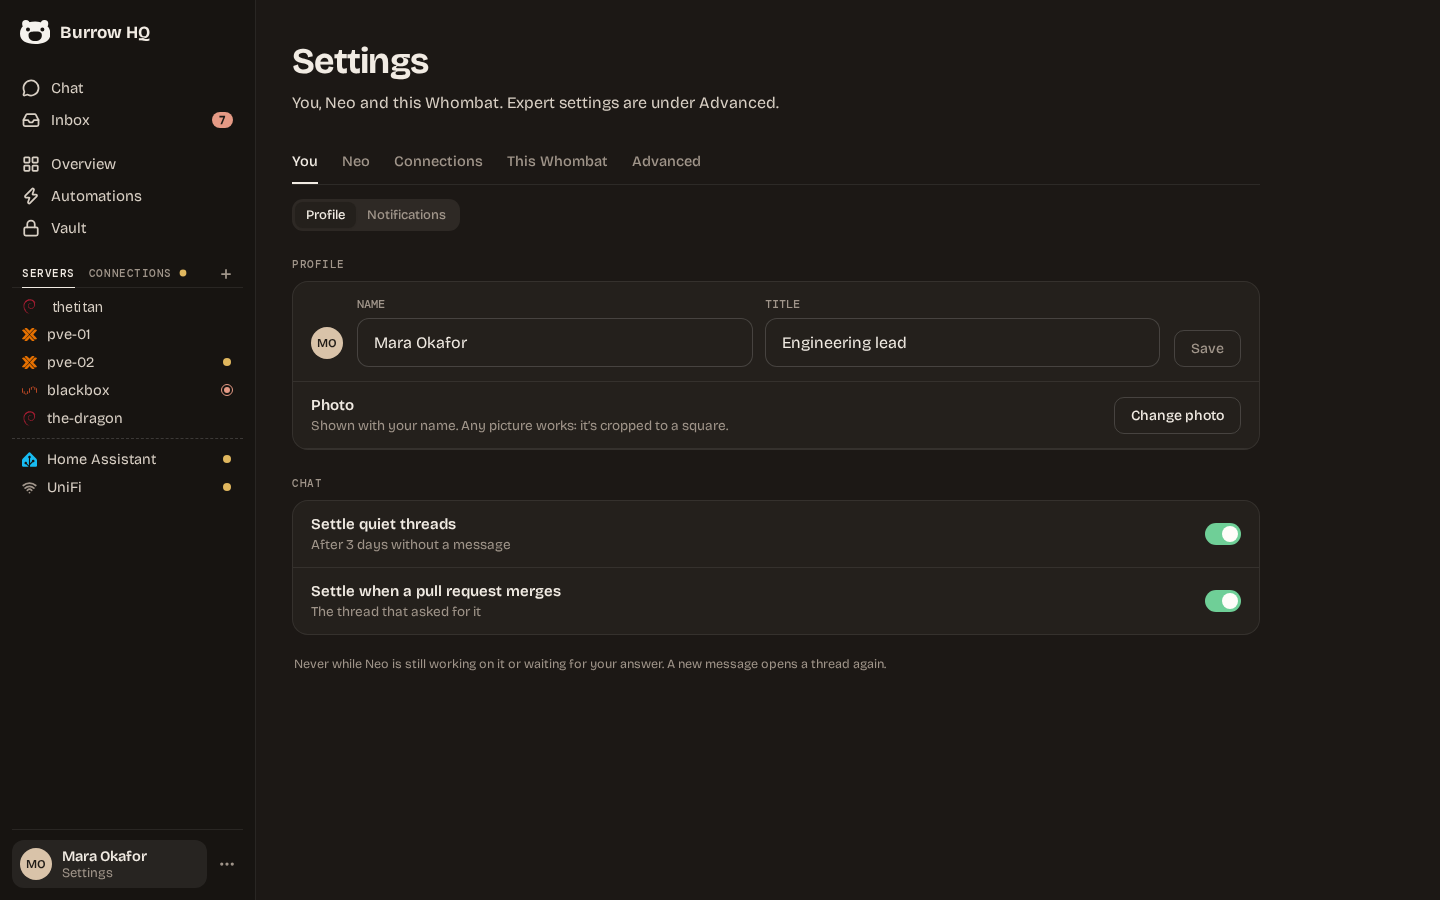 Burrow HQ
Chat
Inbox 7
Overview
Automations
Vault
SERVERS CONNECTIONS +
thetitan
pve-01
pve-02
blackbox
the-dragon
Home Assistant
UniFi
MO Mara Okafor
Settings
Settings
You, Neo and this Whombat. Expert settings are under Advanced.
You Neo Connections This Whombat Advanced
Profile Notifications
PROFILE
NAME TITLE
MO Mara Okafor Engineering lead Save
Photo
Shown with your name. Any picture works: it's cropped to a square.
Change photo
CHAT
Settle quiet threads
After 3 days without a message
Settle when a pull request merges
The thread that asked for it
Never while Neo is still working on it or waiting for your answer. A new message opens a thread again.